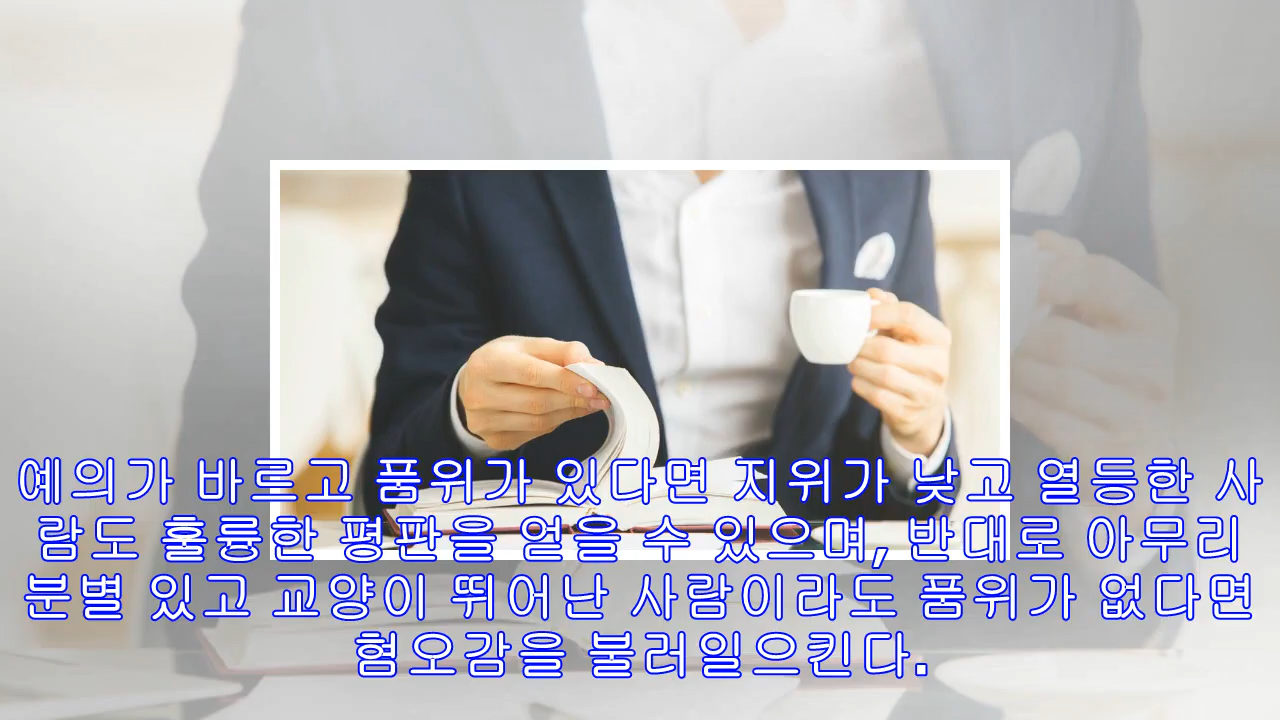 예의가 바르고 품위가 있다면 지위가 낮고 열등한 사
람도 훌륭한 평판을 얻을 수 있으며, 반대로 아무리
분별 있고 교양이 뛰어난 사람이라도 품위가 없다면
혐오감을 불러일으킨다.